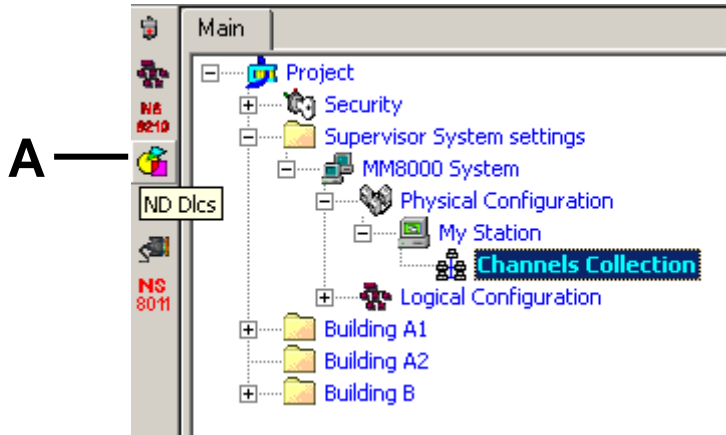 Main
Project
Security
NS
8210
Supervisor System settings
A
MM8000 System
ND Dlcs
Physical Configuration
My Station
Channels Collection
NS
8011
Logical Configuration
Building A1
Building A2
Building B